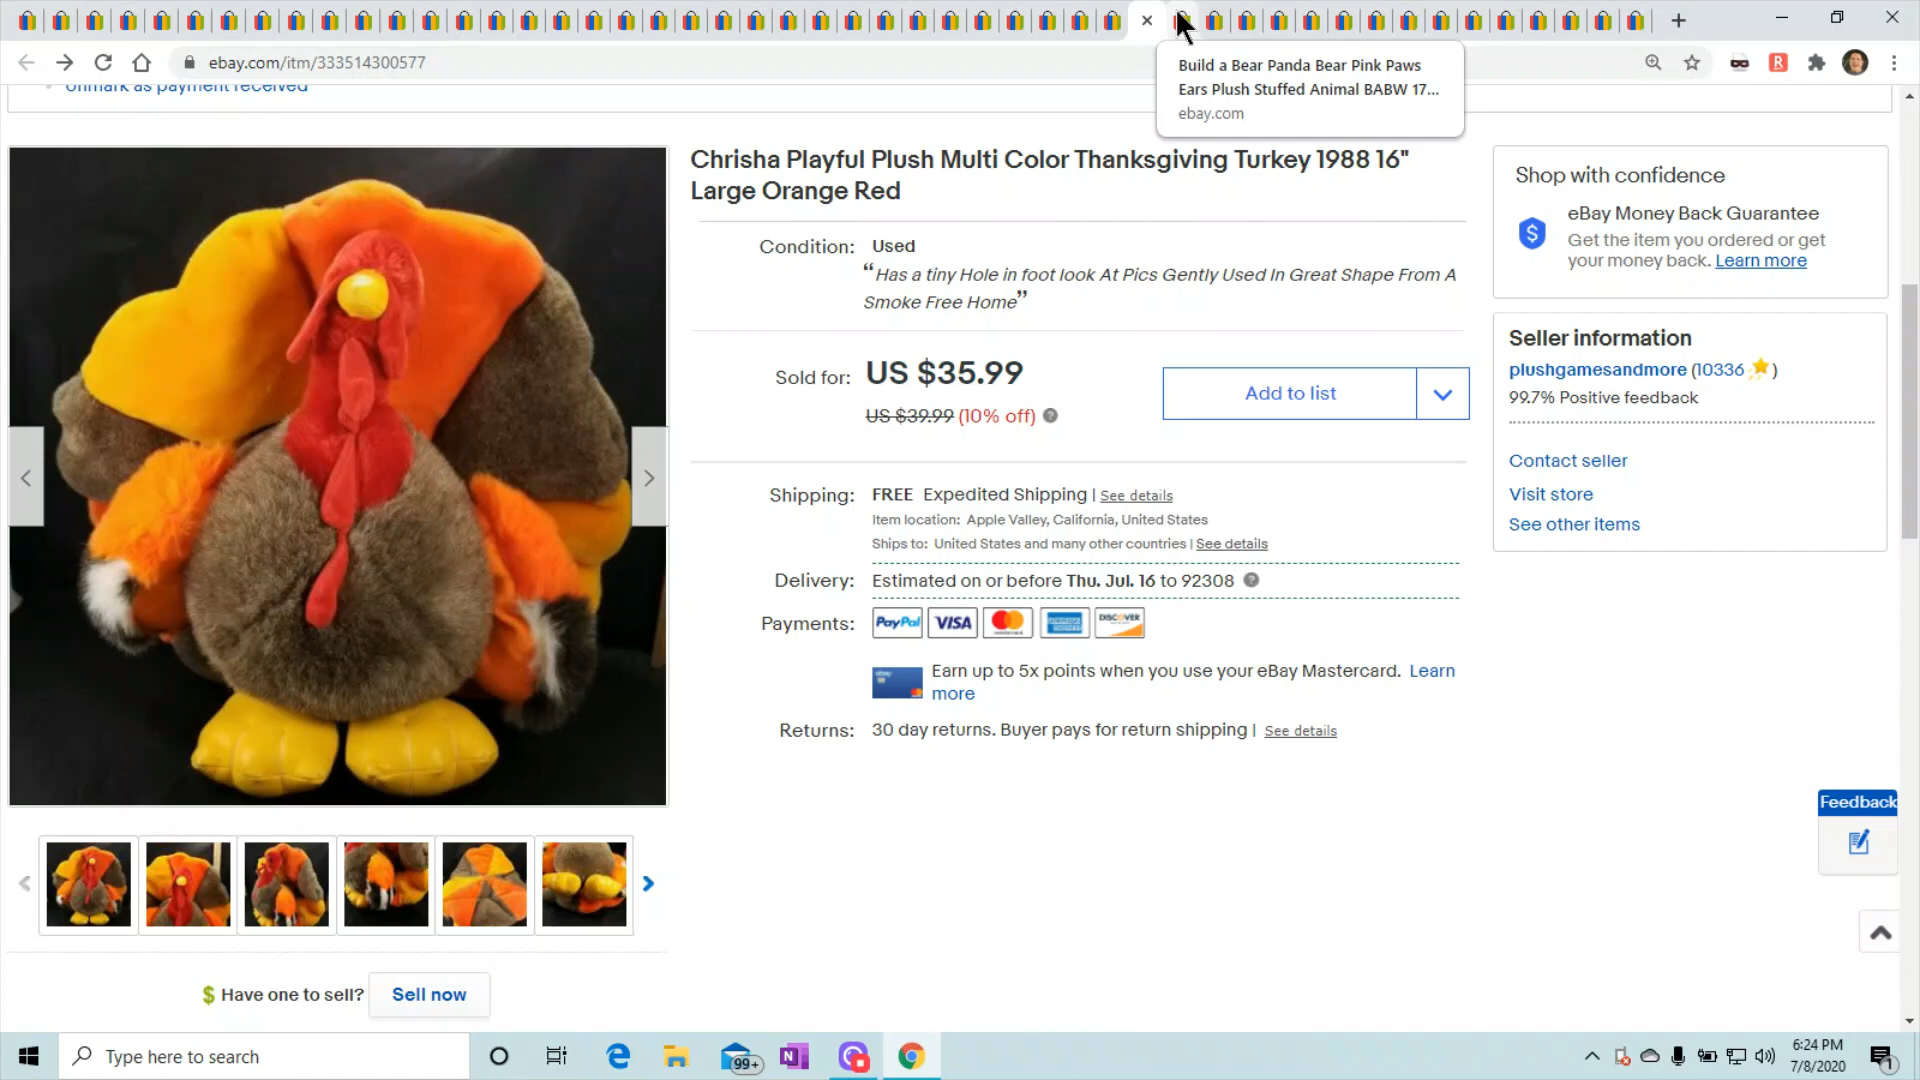 ebay.com/itm/333514300577
Build a Bear Panda Bear Pink Paws
Ears Plush Stuffed Animal BABW 17...
ebay.com
Unmark as payment received
Chrisha Playful Plush Multi Color Thanksgiving Turkey 1988 16"
Large Orange Red
Condition: Used
“Has a tiny Hole in foot look At Pics Gently Used In Great Shape From A
Smoke Free Home”
Sold for: US $35.99
US $39.99 (10% off)
Add to list
Shipping: FREE Expedited Shipping | See details
Item location: Apple Valley, California, United States
Ships to: United States and many other countries | See details
Delivery: Estimated on or before Thu. Jul. 16 to 92308
Payments: PayPal VISA DISCOVER
Earn up to 5x points when you use your eBay Mastercard. Learn
more
Returns: 30 day returns. Buyer pays for return shipping | See details
Shop with confidence
eBay Money Back Guarantee
Get the item you ordered or get
your money back. Learn more
Seller information
plushgamesandmore (10336 )
99.7% Positive feedback
Contact seller
Visit store
See other items
Feedback
$ Have one to sell? Sell now
Type here to search
99+
6:24 PM
7/8/2020
1